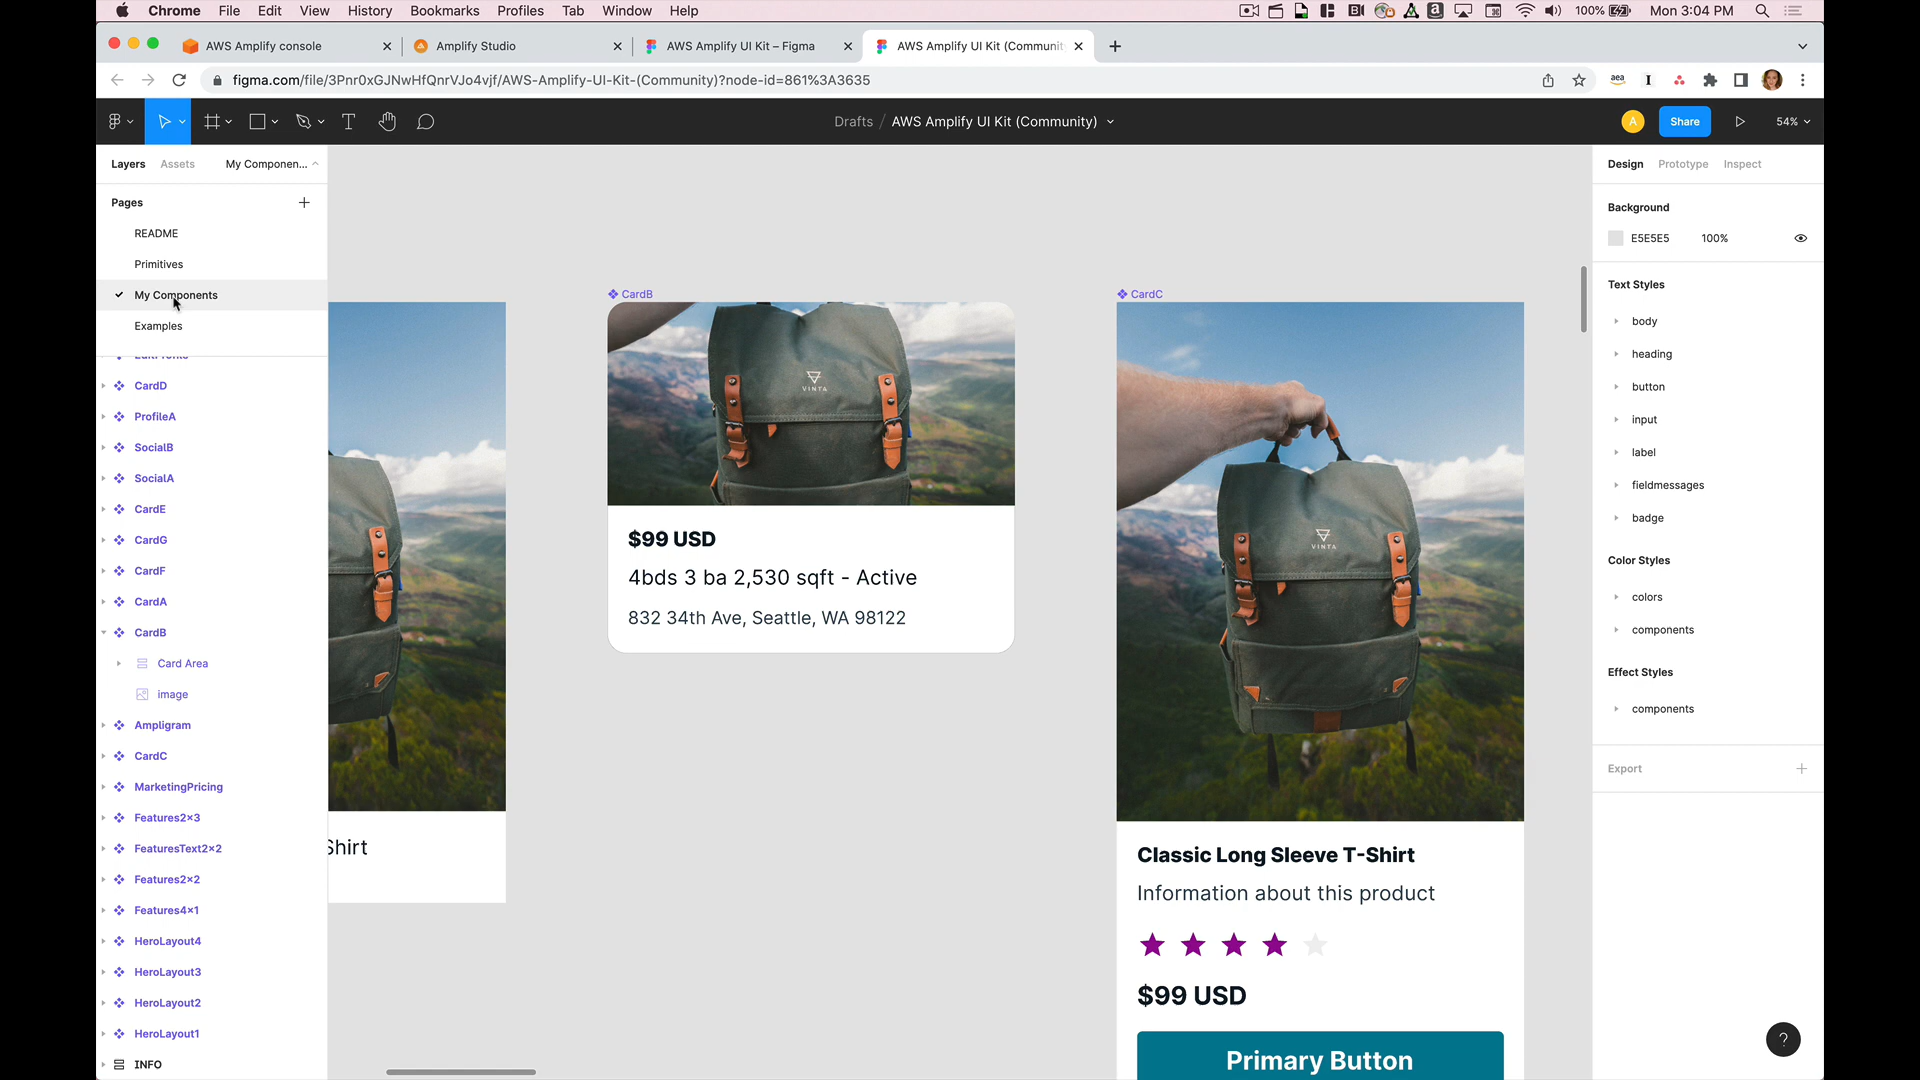 Chrome File Edit View History Bookmarks Profiles Tab Window Help 100% Mon 3:04 PM
AWS Amplify console Amplify Studio AWS Amplify UI Kit – Figma AWS Amplify UI Kit (Communit
figma.com/file/3Pnr0xGJNwHfQnrVJo4vjf/AWS-Amplify-UI-Kit-(Community)?node-id=861%3A3635
Drafts / AWS Amplify UI Kit (Community) A Share 54%
Layers Assets My Componen...
Pages
README
Primitives
My Components
Examples
CardD
ProfileA
SocialB
SocialA
CardE
CardG
CardF
CardA
CardB
Card Area
image
Ampligram
CardC
MarketingPricing
Features2x3
FeaturesText2x2
Features2x2
Features4x1
HeroLayout4
HeroLayout3
HeroLayout2
HeroLayout1
INFO
Shirt
CardB
VINTA
$99 USD
4bds 3 ba 2,530 sqft - Active
832 34th Ave, Seattle, WA 98122
CardC
VINTA
Classic Long Sleeve T-Shirt
Information about this product
$99 USD
Primary Button
Design Prototype Inspect
Background
E5E5E5 100%
Text Styles
body
heading
button
input
label
fieldmessages
badge
Color Styles
colors
components
Effect Styles
components
Export
?